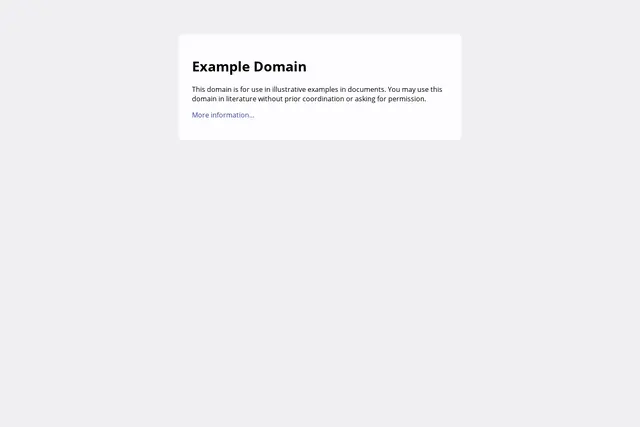 Example Domain
This domain is for use in illustrative examples in documents. You may use this
domain in literature without prior coordination or asking for permission.
More information...